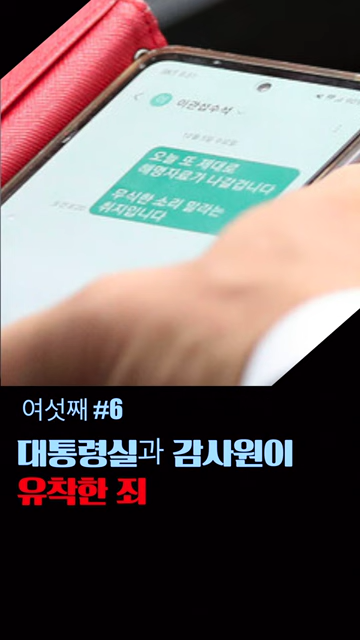 이관섭수석
오늘 또 제대로
해명자료가 나갈겁니다
무식한 소리 말라는
취지입니다
여섯째 #6
대통령실과 감사원이
유착한 죄